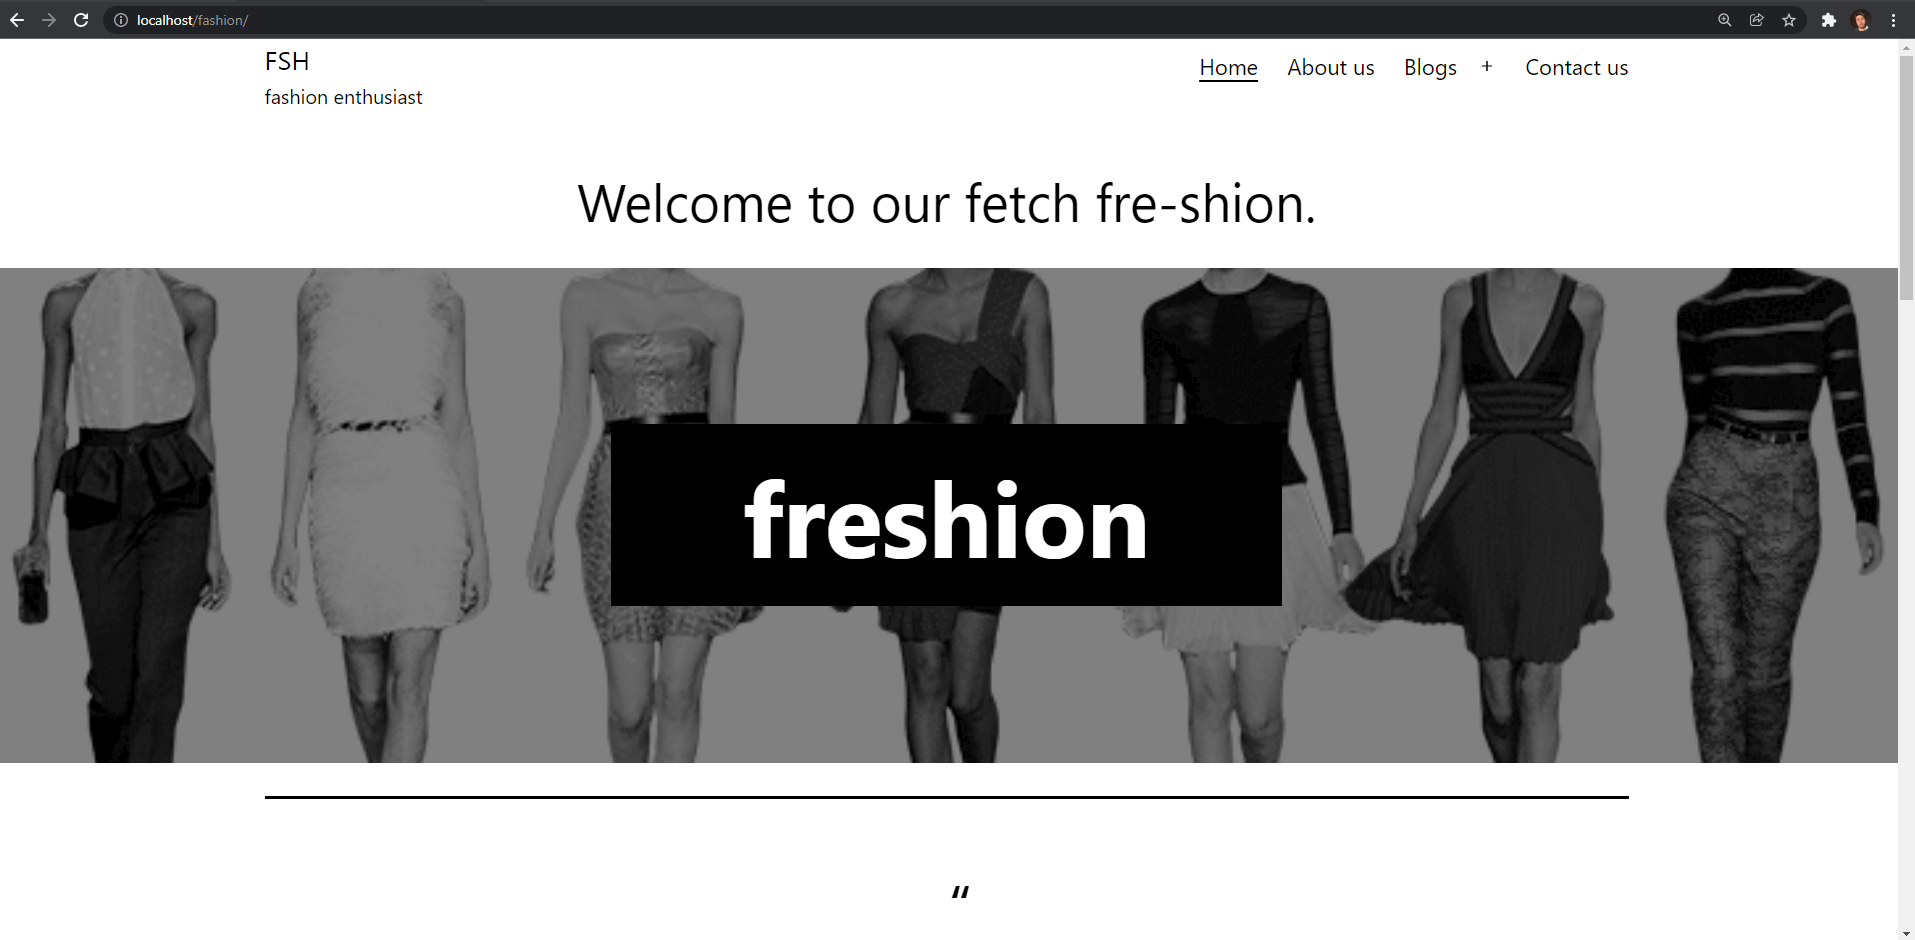 localhost/fashion/
FSH
fashion enthusiast
Home About us Blogs + Contact us
Welcome to our fetch fre-shion.
freshion
“